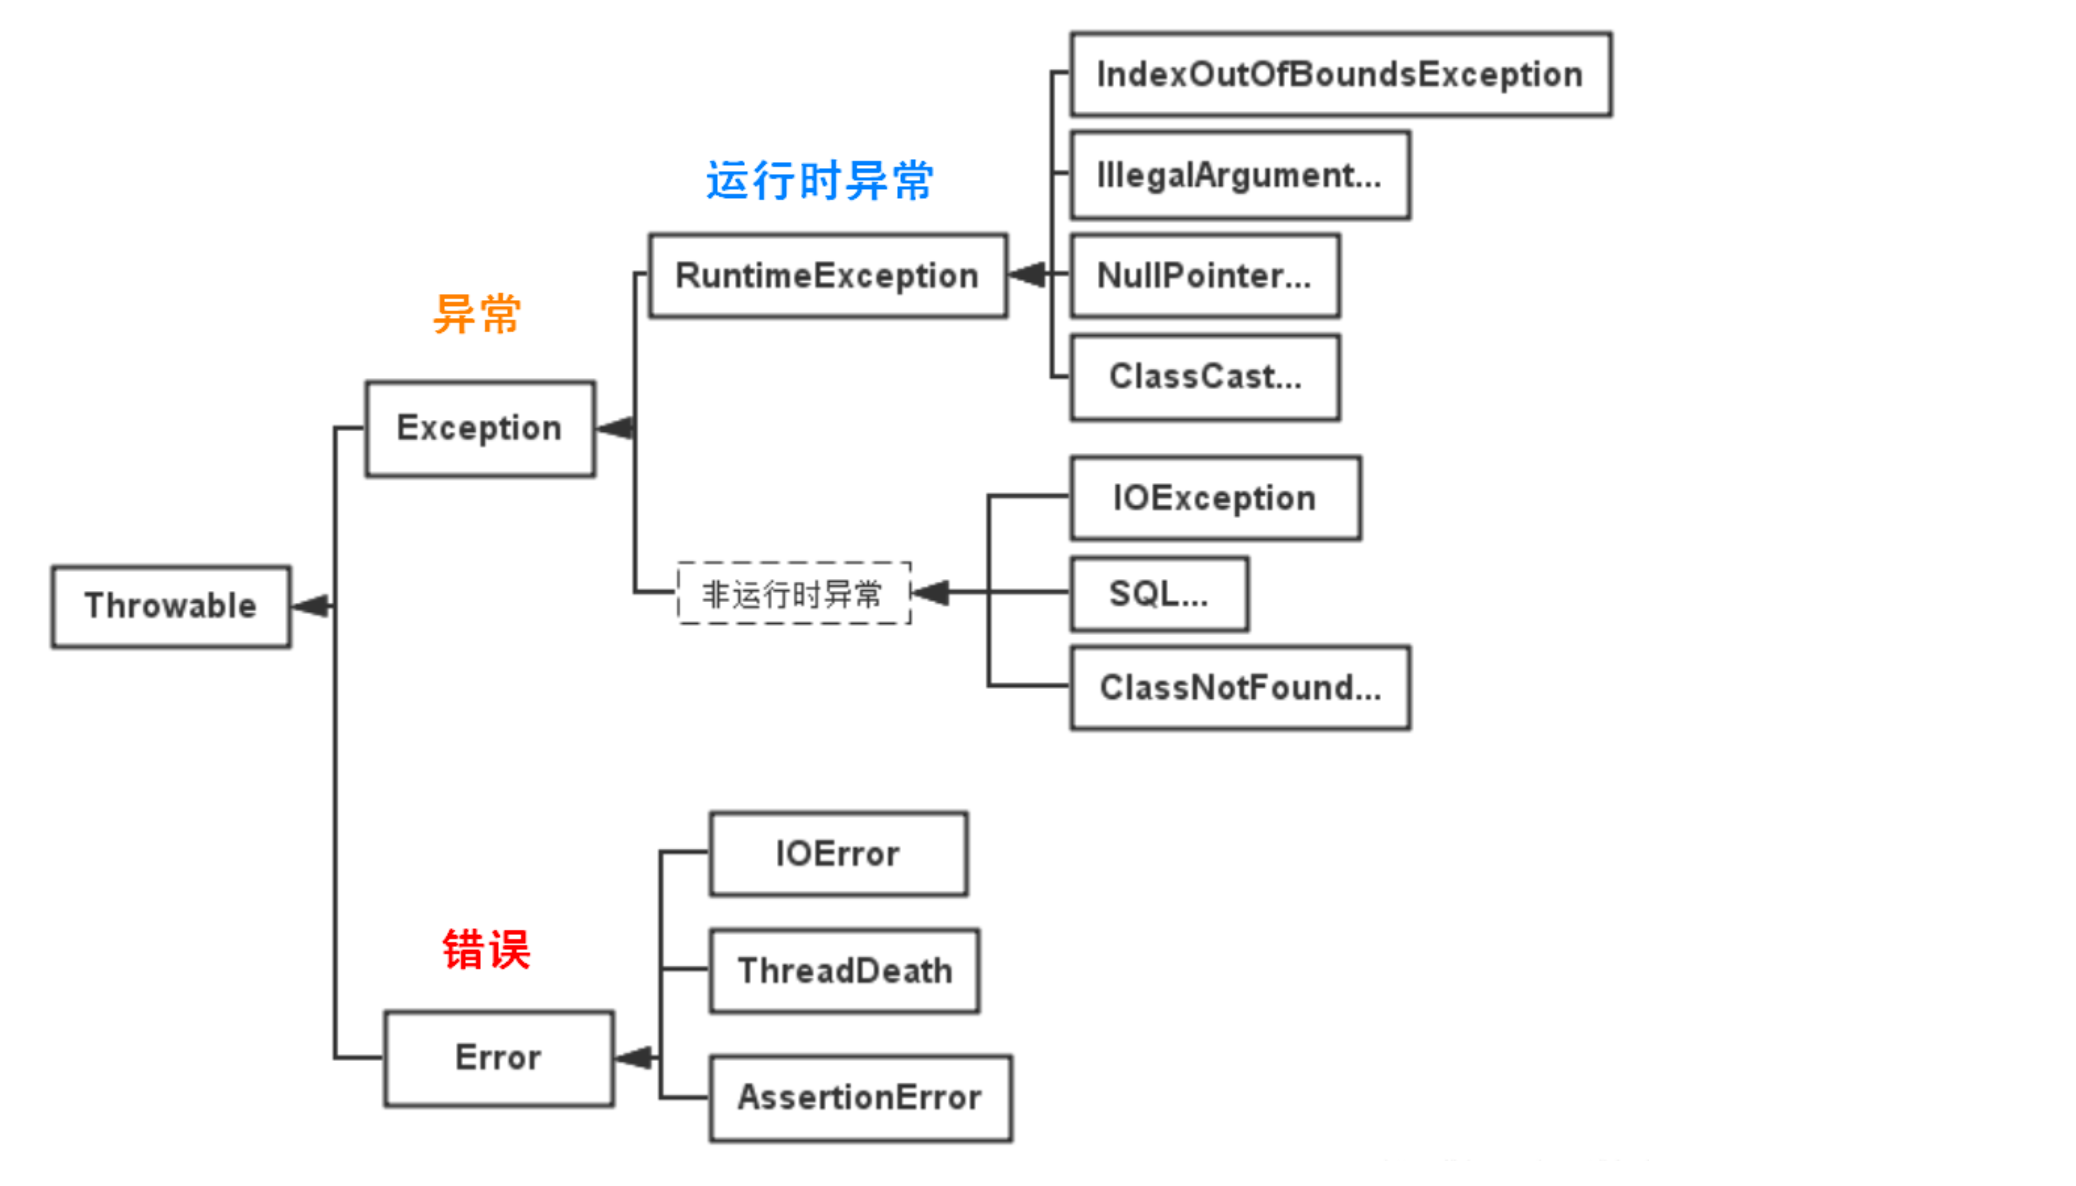 IndexOutOfBoundsException
IllegalArgument...
运行时异常
RuntimeException
NullPointer...
异常
ClassCast...
Exception
IOException
Throwable
非运行时异常
SQL...
ClassNotFound...
IOError
错误
ThreadDeath
Error
AssertionError